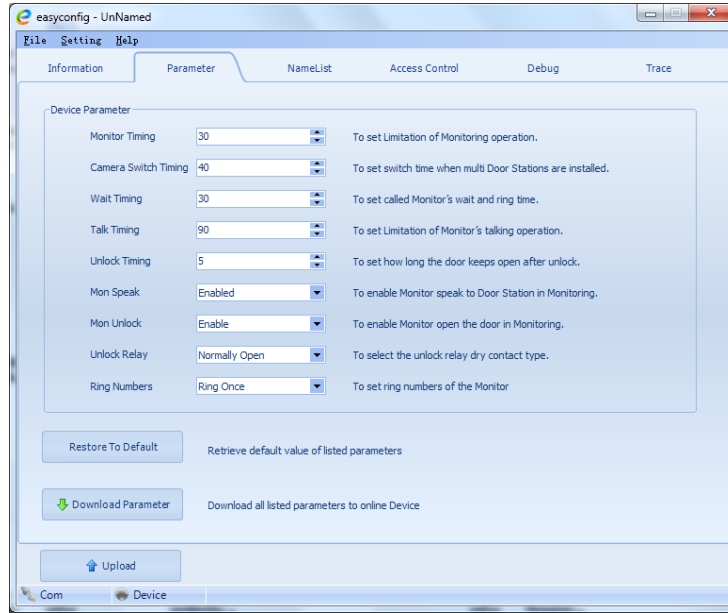 easyconfig - UnNamed
File Setting Help
Information Parameter NameList Access Control Debug Trace
Device Parameter
Monitor Timing 30 To set Limitation of Monitoring operation.
Camera Switch Timing 40 To set switch time when multi Door Stations are installed.
Wait Timing 30 To set called Monitor's wait and ring time.
Talk Timing 90 To set Limitation of Monitor's talking operation.
Unlock Timing 5 To set how long the door keeps open after unlock.
Mon Speak Enabled To enable Monitor speak to Door Station in Monitoring.
Mon Unlock Enable To enable Monitor open the door in Monitoring.
Unlock Relay Normally Open To select the unlock relay dry contact type.
Ring Numbers Ring Once To set ring numbers of the Monitor
Restore To Default Retrieve default value of listed parameters
Download Parameter Download all listed parameters to online Device
Upload
Com Device